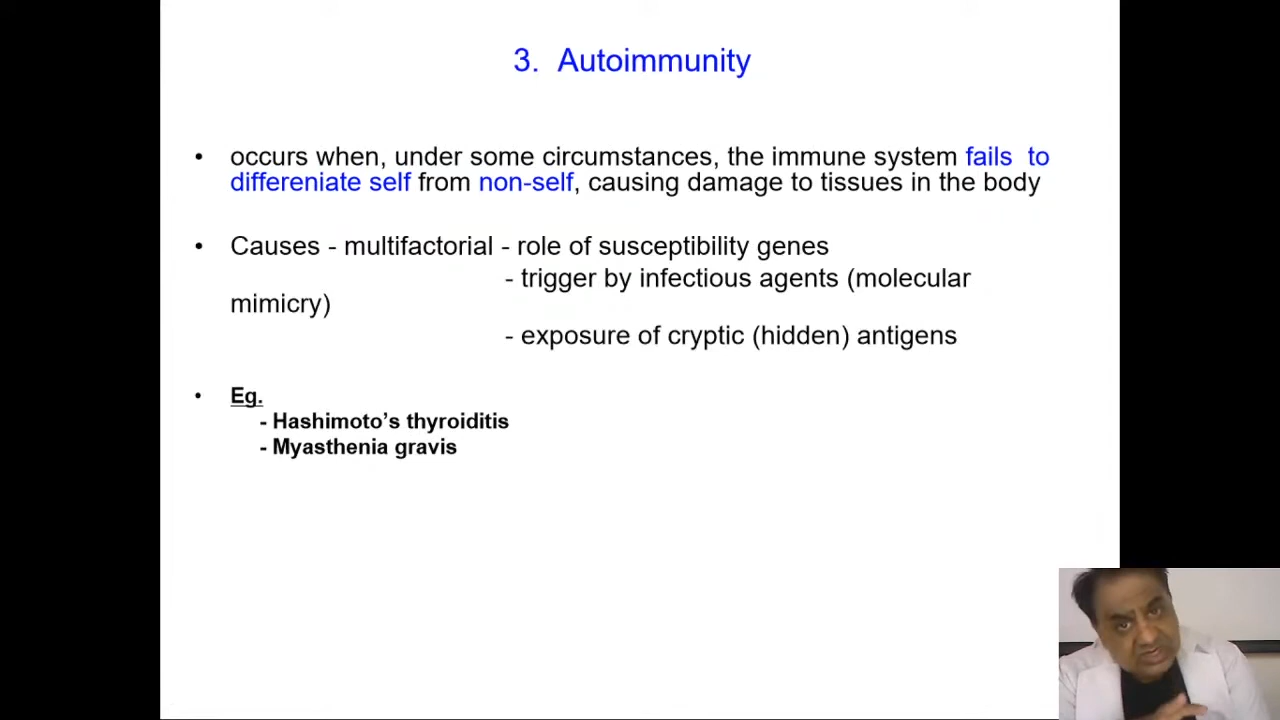 3. Autoimmunity
• occurs when, under some circumstances, the immune system fails to
differeniate self from non-self, causing damage to tissues in the body
• Causes - multifactorial - role of susceptibility genes
- trigger by infectious agents (molecular
mimicry)
- exposure of cryptic (hidden) antigens
• Eg.
- Hashimoto’s thyroiditis
- Myasthenia gravis